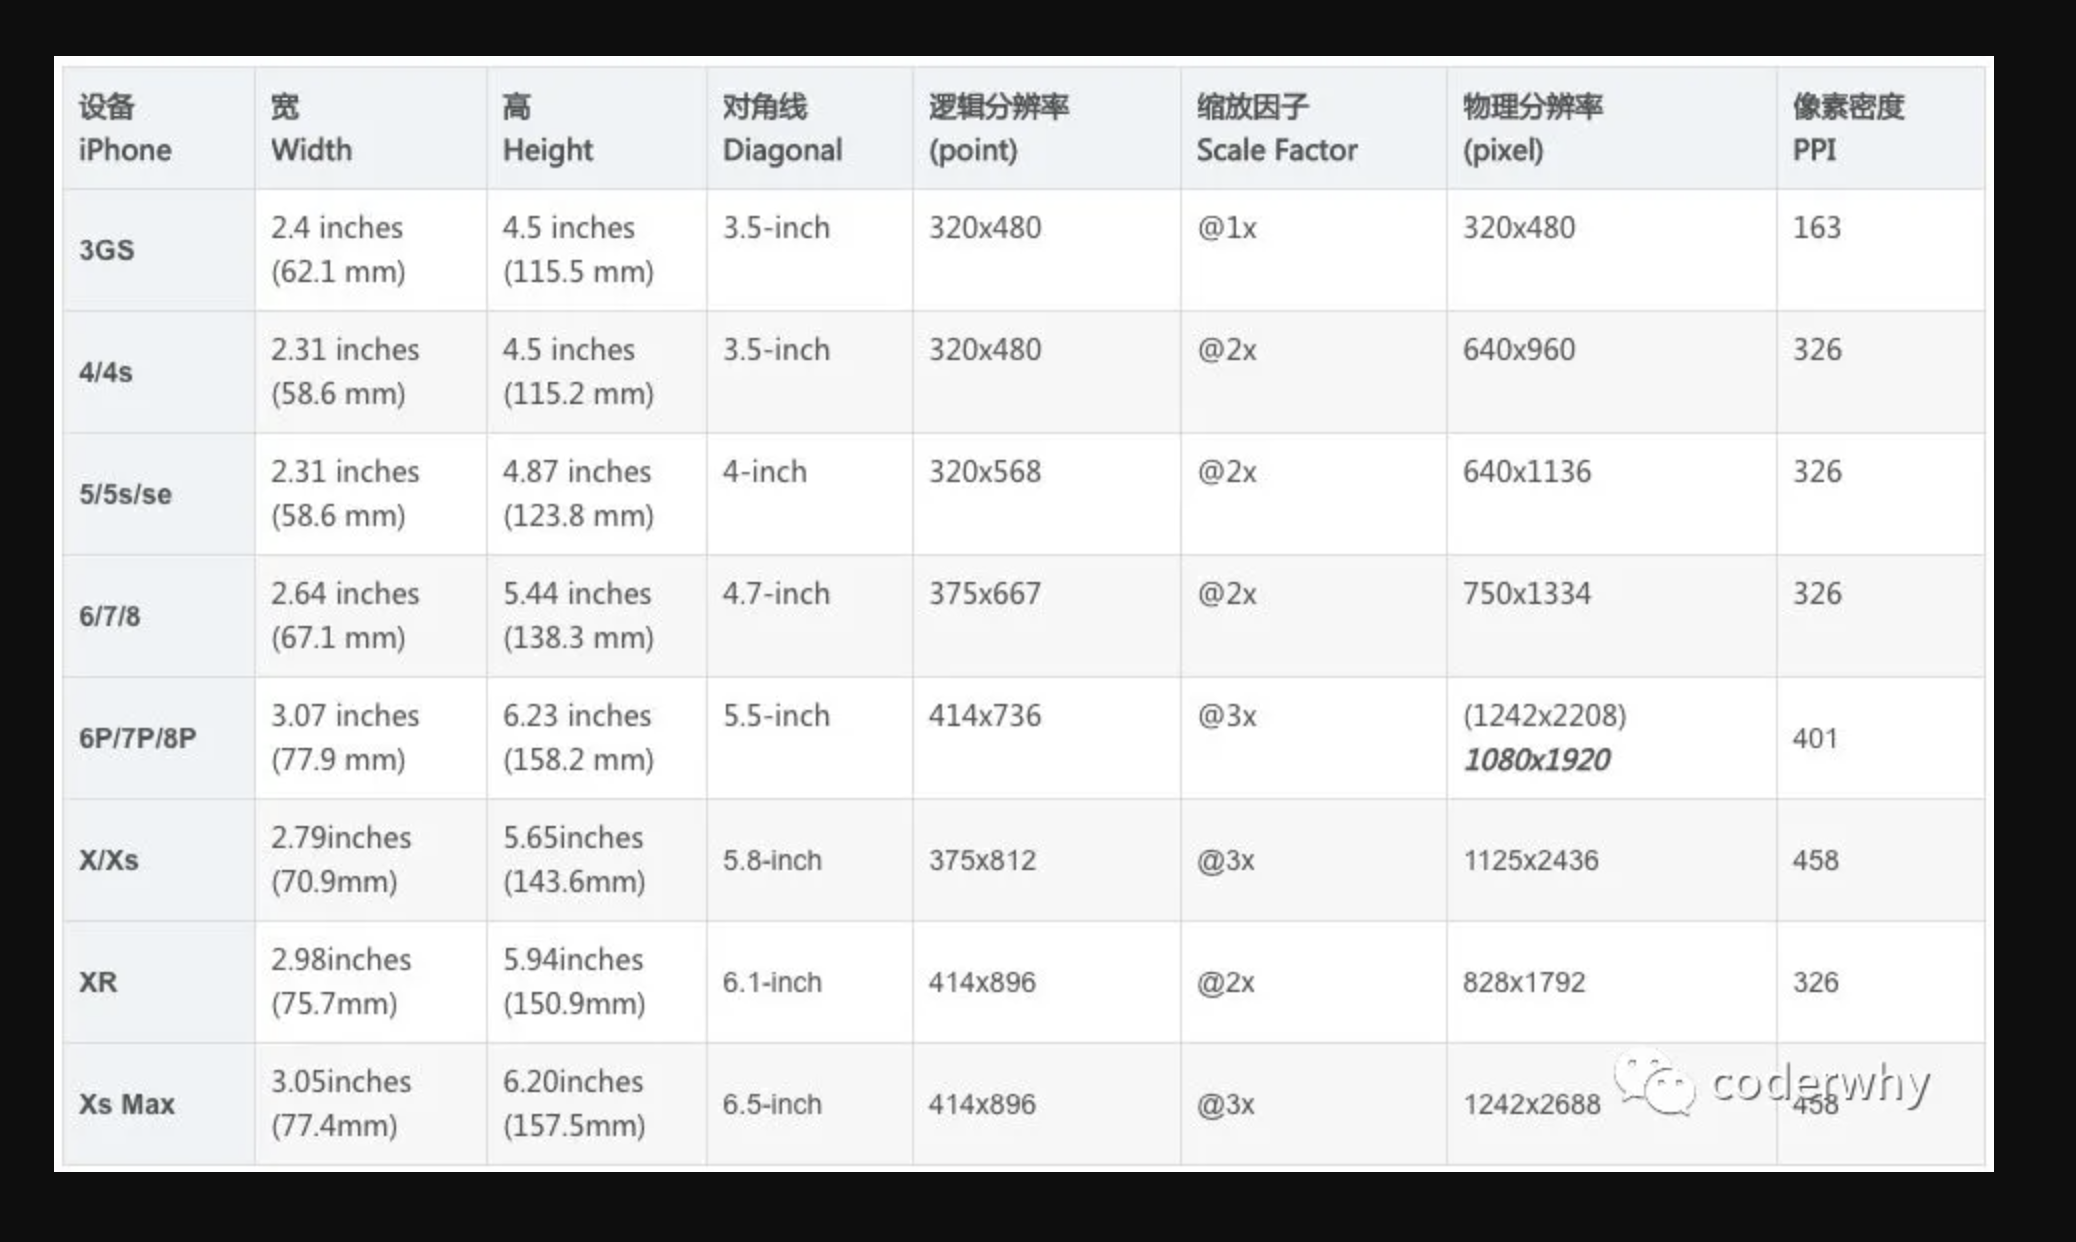 设备
iPhone
宽
Width
高
Height
对角线
Diagonal
逻辑分辨率
(point)
缩放因子
Scale Factor
物理分辨率
(pixel)
像素密度
PPI
3GS
2.4 inches
(62.1 mm)
4.5 inches
(115.5 mm)
3.5-inch
320x480
@1x
320x480
163
4/4s
2.31 inches
(58.6 mm)
4.5 inches
(115.2 mm)
3.5-inch
320x480
@2x
640x960
326
5/5s/se
2.31 inches
(58.6 mm)
4.87 inches
(123.8 mm)
4-inch
320x568
@2x
640x1136
326
6/7/8
2.64 inches
(67.1 mm)
5.44 inches
(138.3 mm)
4.7-inch
375x667
@2x
750x1334
326
6P/7P/8P
3.07 inches
(77.9 mm)
6.23 inches
(158.2 mm)
5.5-inch
414x736
@3x
(1242x2208)
1080x1920
401
X/Xs
2.79inches
(70.9mm)
5.65inches
(143.6mm)
5.8-inch
375x812
@3x
1125x2436
458
XR
2.98inches
(75.7mm)
5.94inches
(150.9mm)
6.1-inch
414x896
@2x
828x1792
326
Xs Max
3.05inches
(77.4mm)
6.20inches
(157.5mm)
6.5-inch
414x896
@3x
1242x2688
458
coderwhy